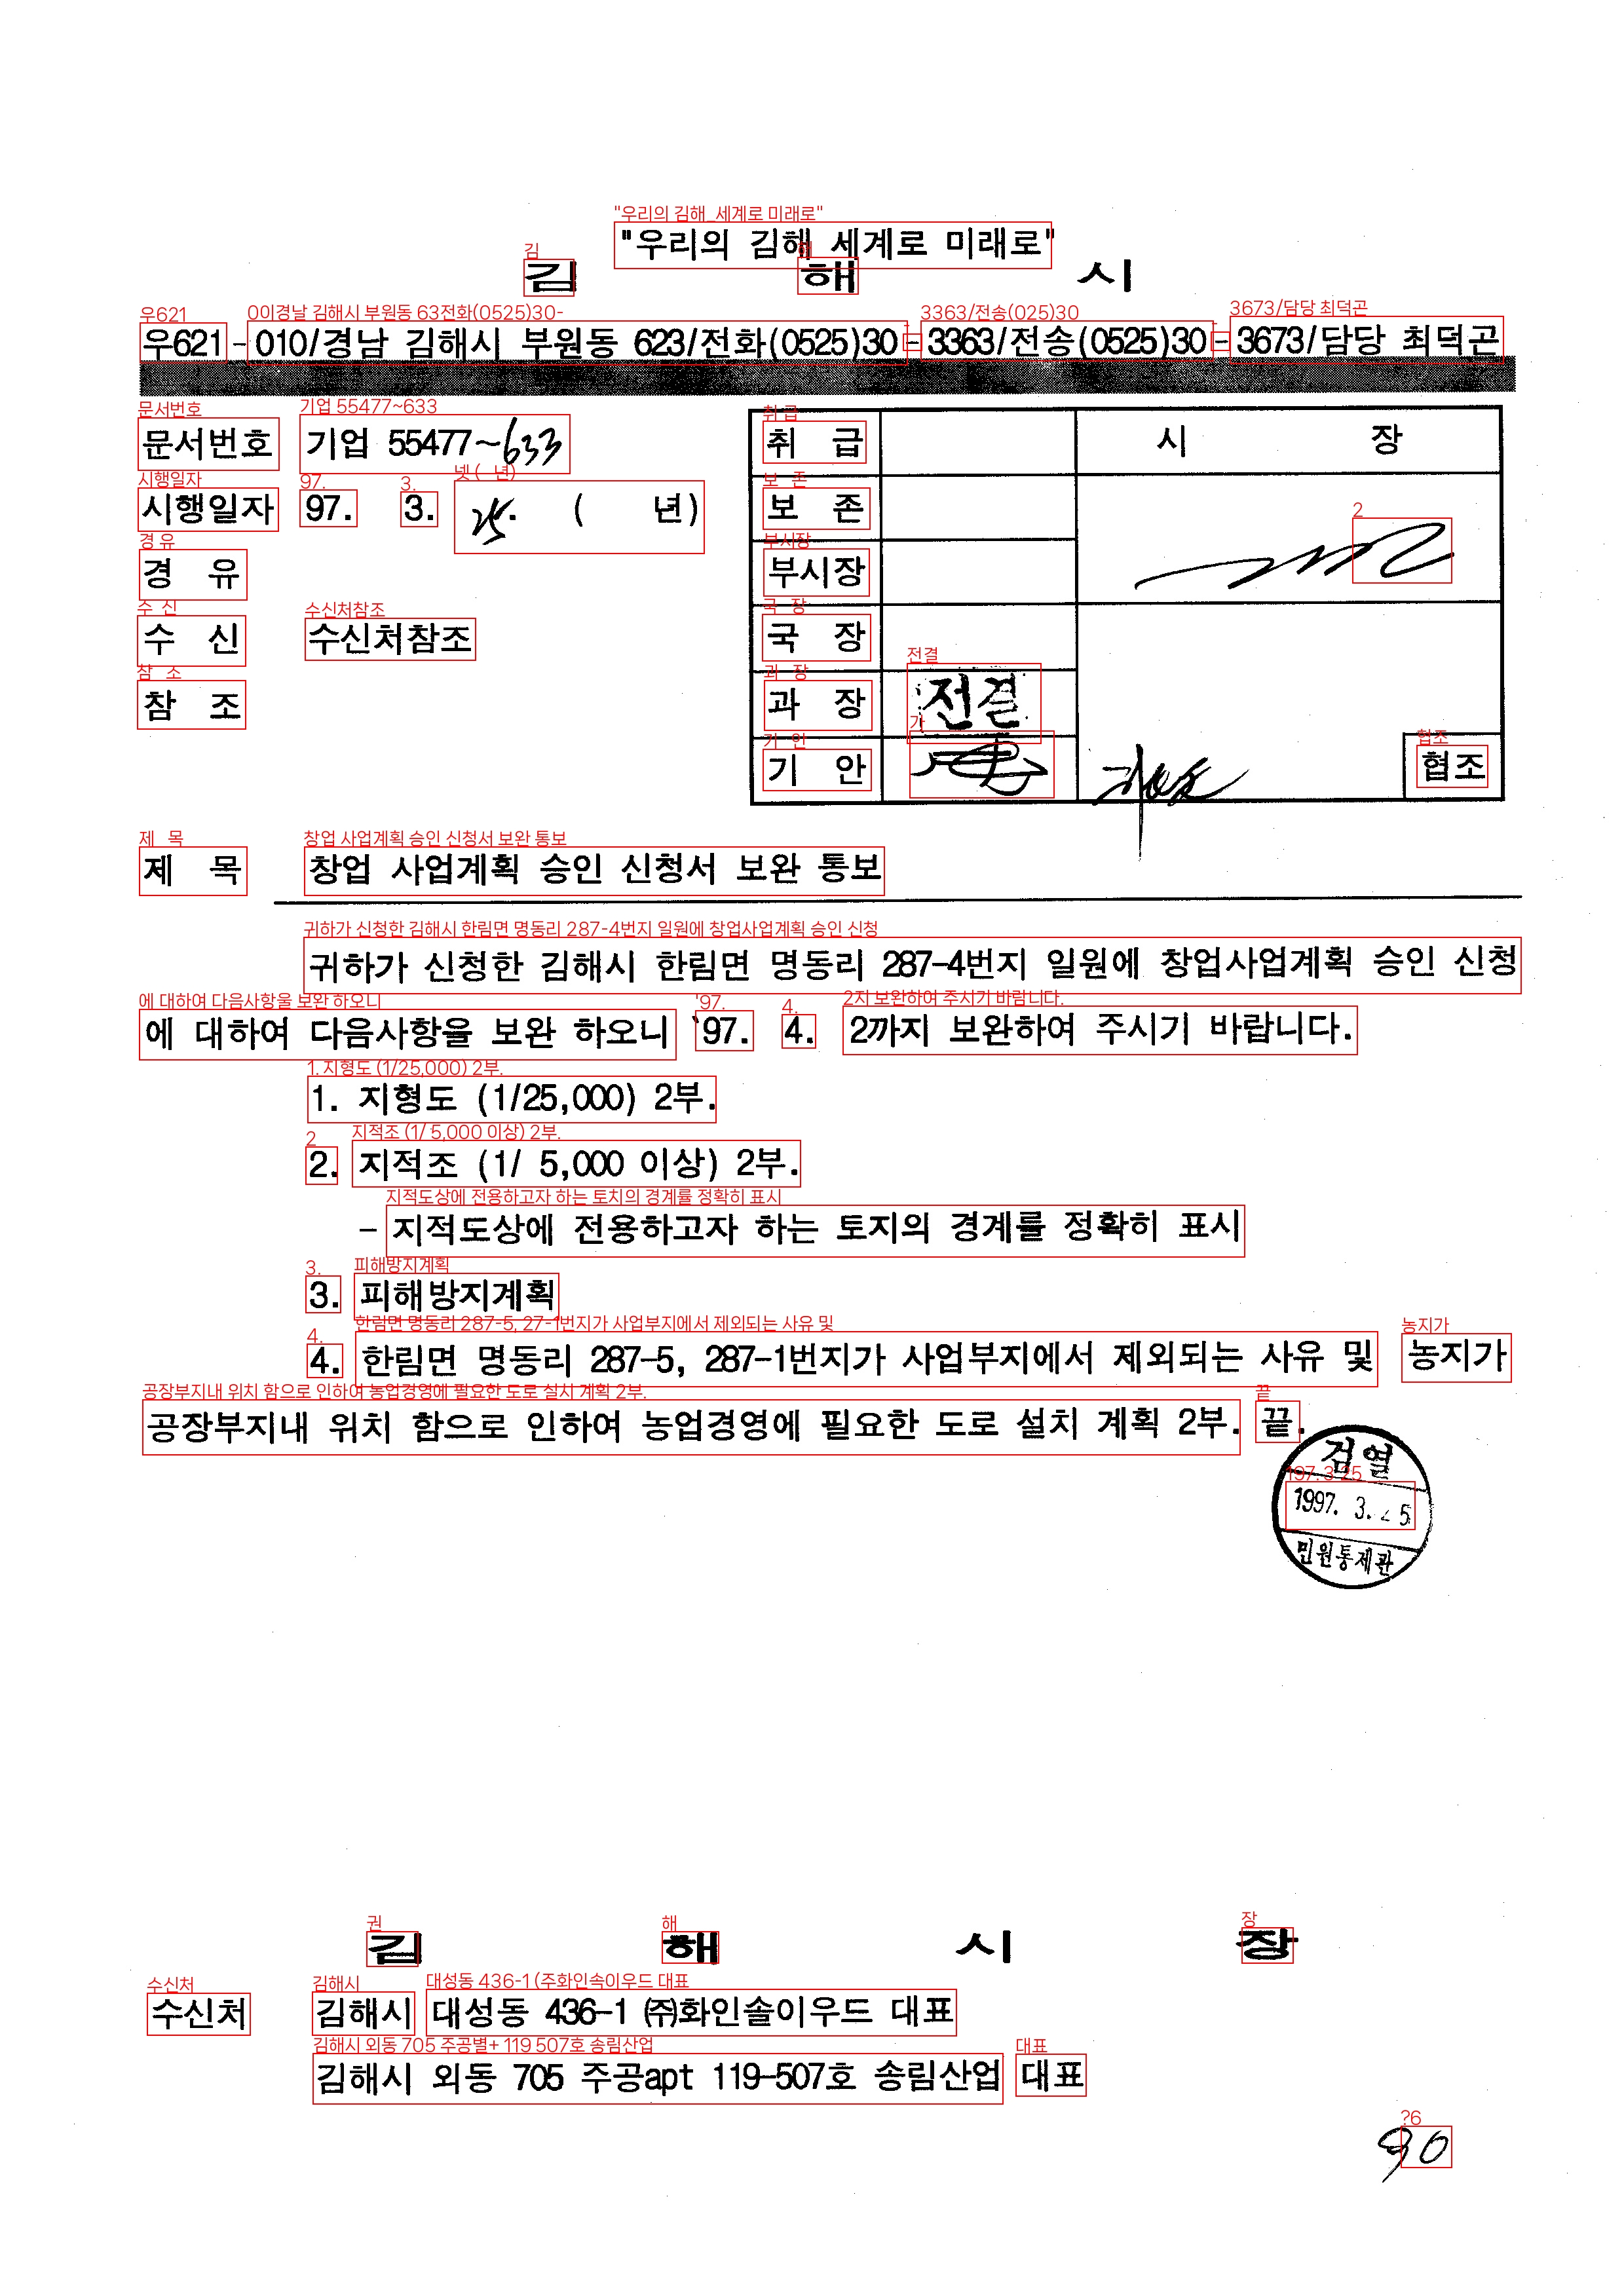 "우리의 김해 세계로 미래로"
김 해 시
우621-010/경남 김해시 부원동 623/전화(0525)30-3363/전송(0525)30-3673/담당 최덕곤
문서번호 기업 55477~633
시행일자 97. 3. 25. ( 년)
경 유
수 신 수신처참조
참 조
취 급 시 장
보 존
부시장
국 장
과 장 전결
기 안 협조
제 목 창업 사업계획 승인 신청서 보완 통보
귀하가 신청한 김해시 한림면 명동리 287-4번지 일원에 창업사업계획 승인 신청
에 대하여 다음사항을 보완 하오니 '97. 4. 2까지 보완하여 주시기 바랍니다.
1. 지형도 (1/25,000) 2부.
2. 지적조 (1/ 5,000 이상) 2부.
- 지적도상에 전용하고자 하는 토지의 경계를 정확히 표시
3. 피해방지계획
4. 한림면 명동리 287-5, 287-1번지가 사업부지에서 제외되는 사유 및 농지가
공장부지내 위치 함으로 인하여 농업경영에 필요한 도로 설치 계획 2부. 끝.
검열
1997. 3. 25
민원통제관
김 해 시 장
수신처 김해시 대성동 436-1 ㈜화인솔이우드 대표
김해시 외동 705 주공apt 119-507호 송림산업 대표
90